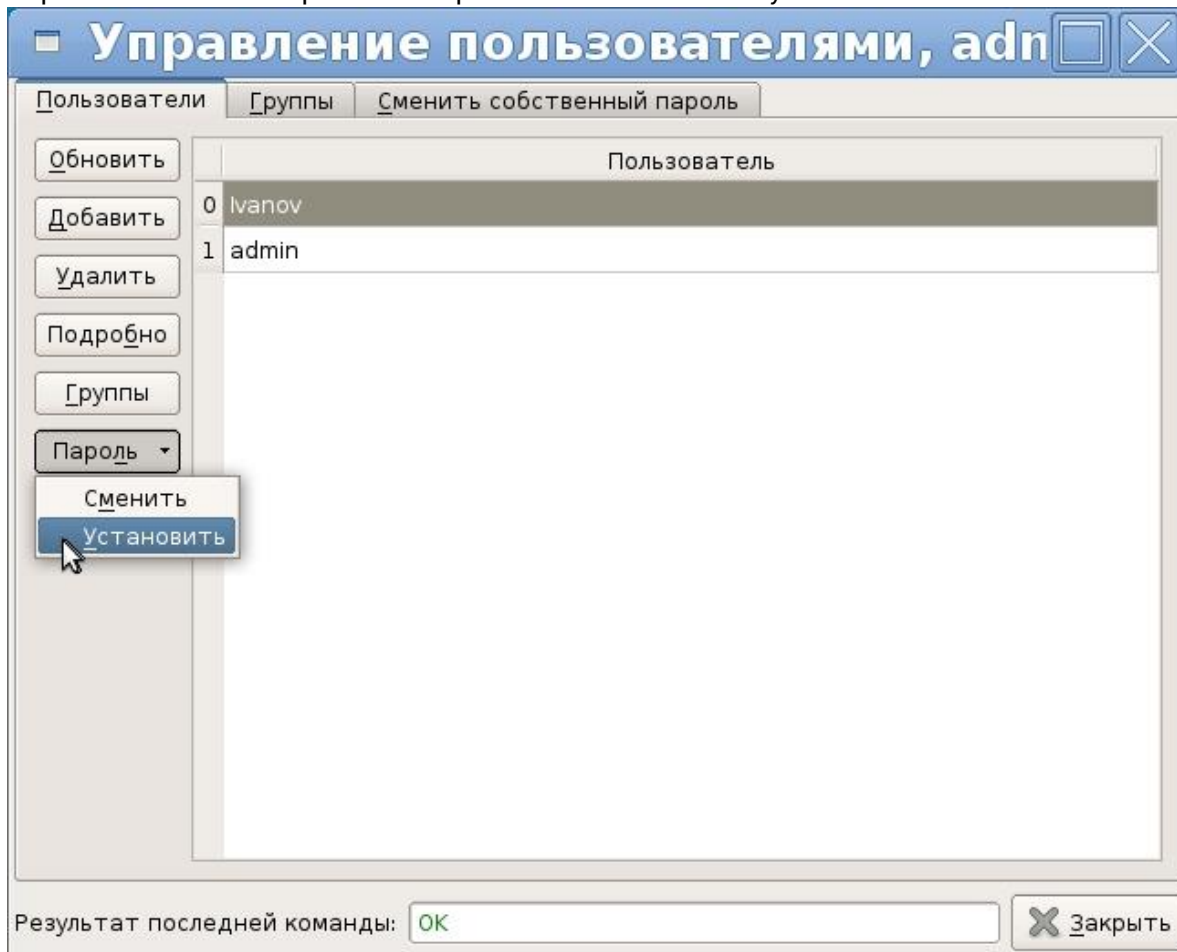 Управление пользователями, adm
Пользователи Группы Сменить собственный пароль
Обновить Пользователь
Добавить 0 Ivanov
1 admin
Удалить
Подробно
Группы
Пароль
Сменить
Установить
Результат последней команды: OK Закрыть